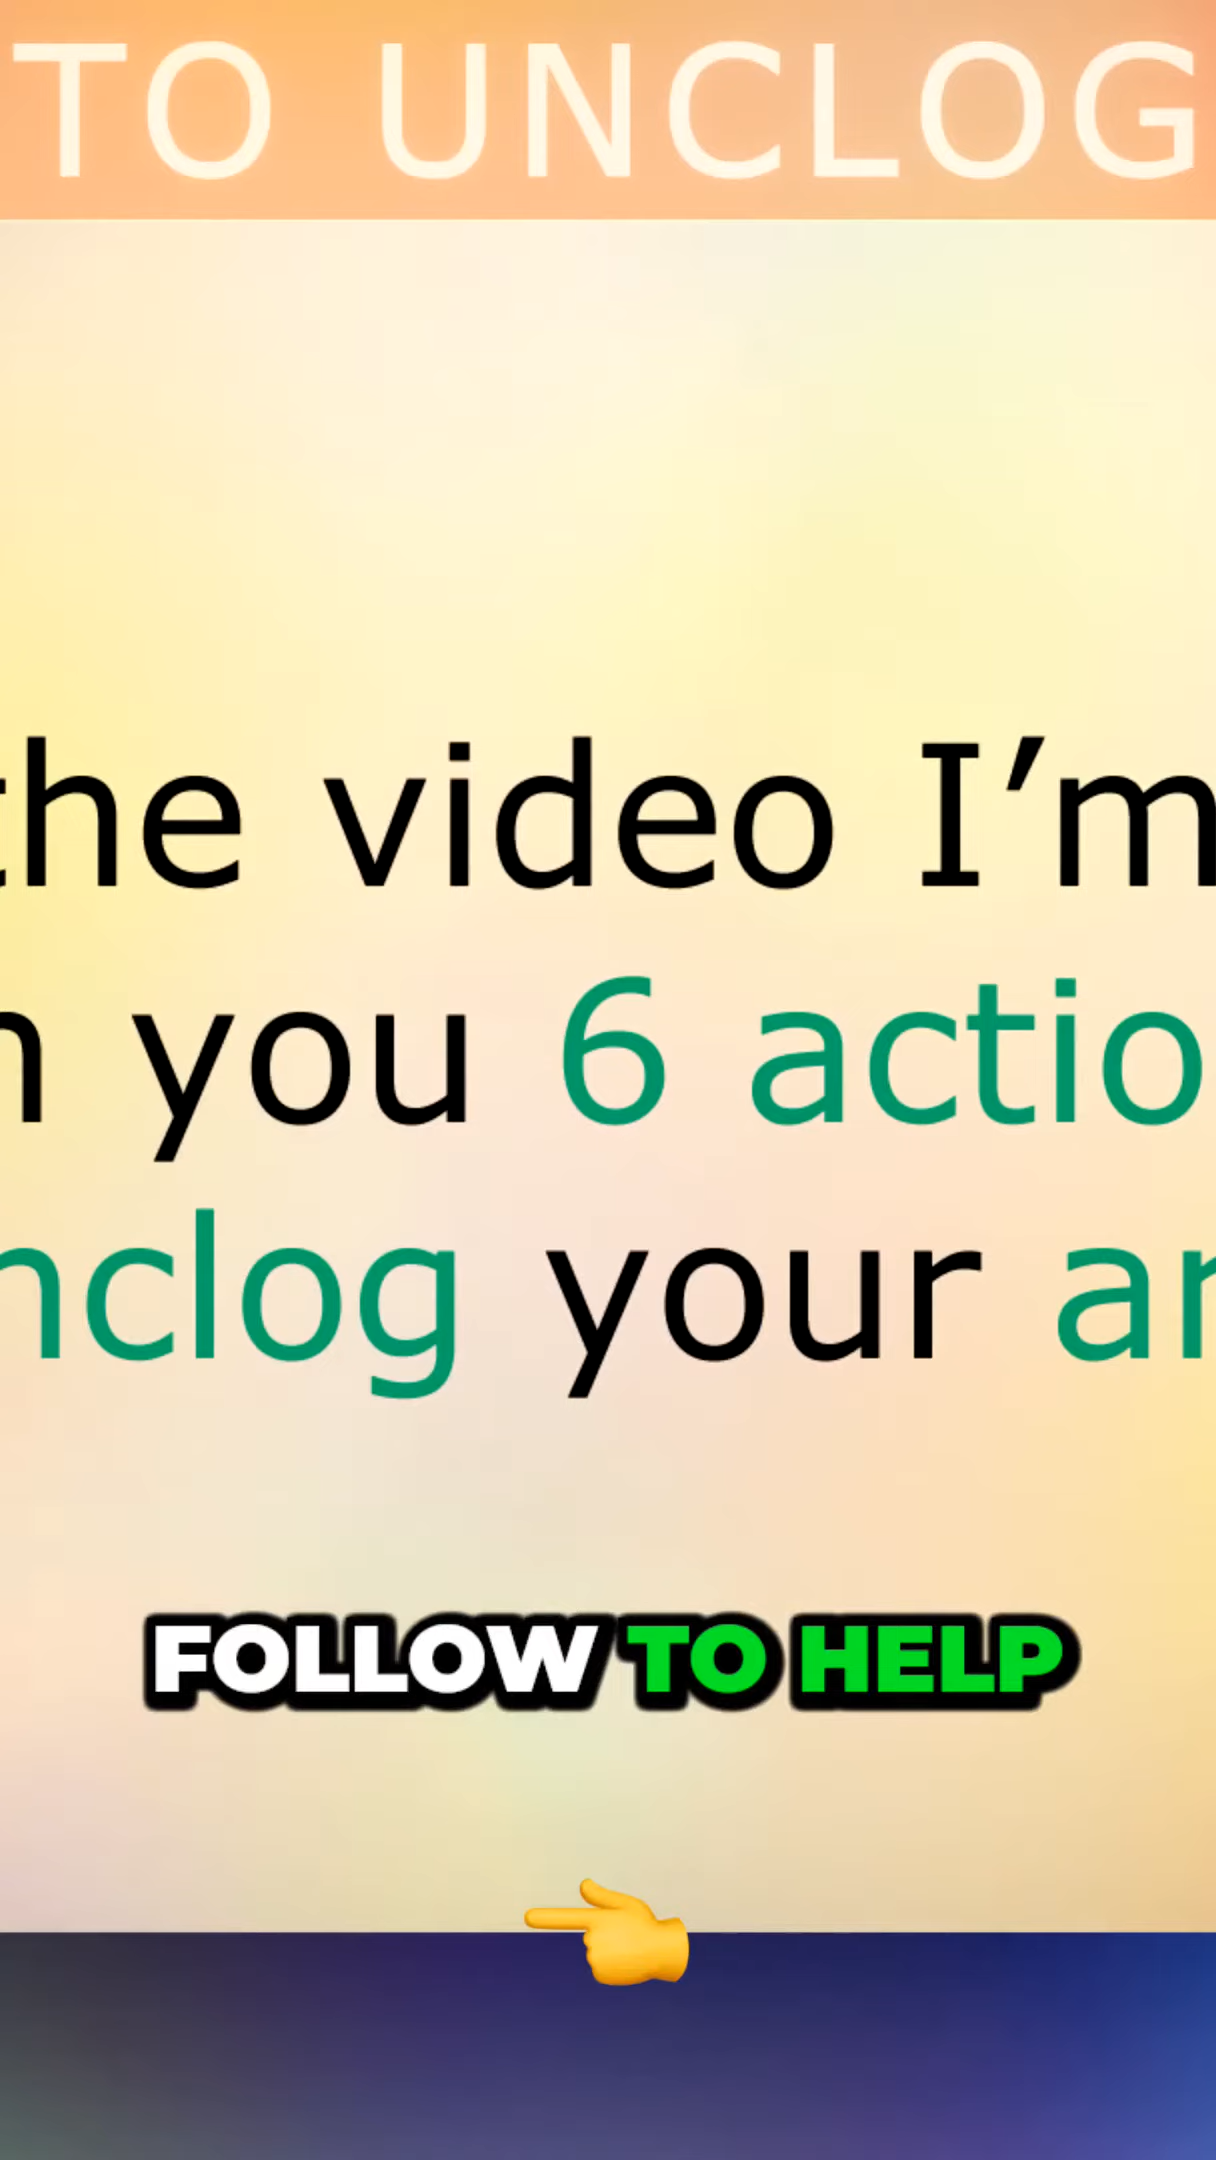 TO UNCLOG
the video I’m
you 6 actio
nclog your ar
FOLLOW TO HELP